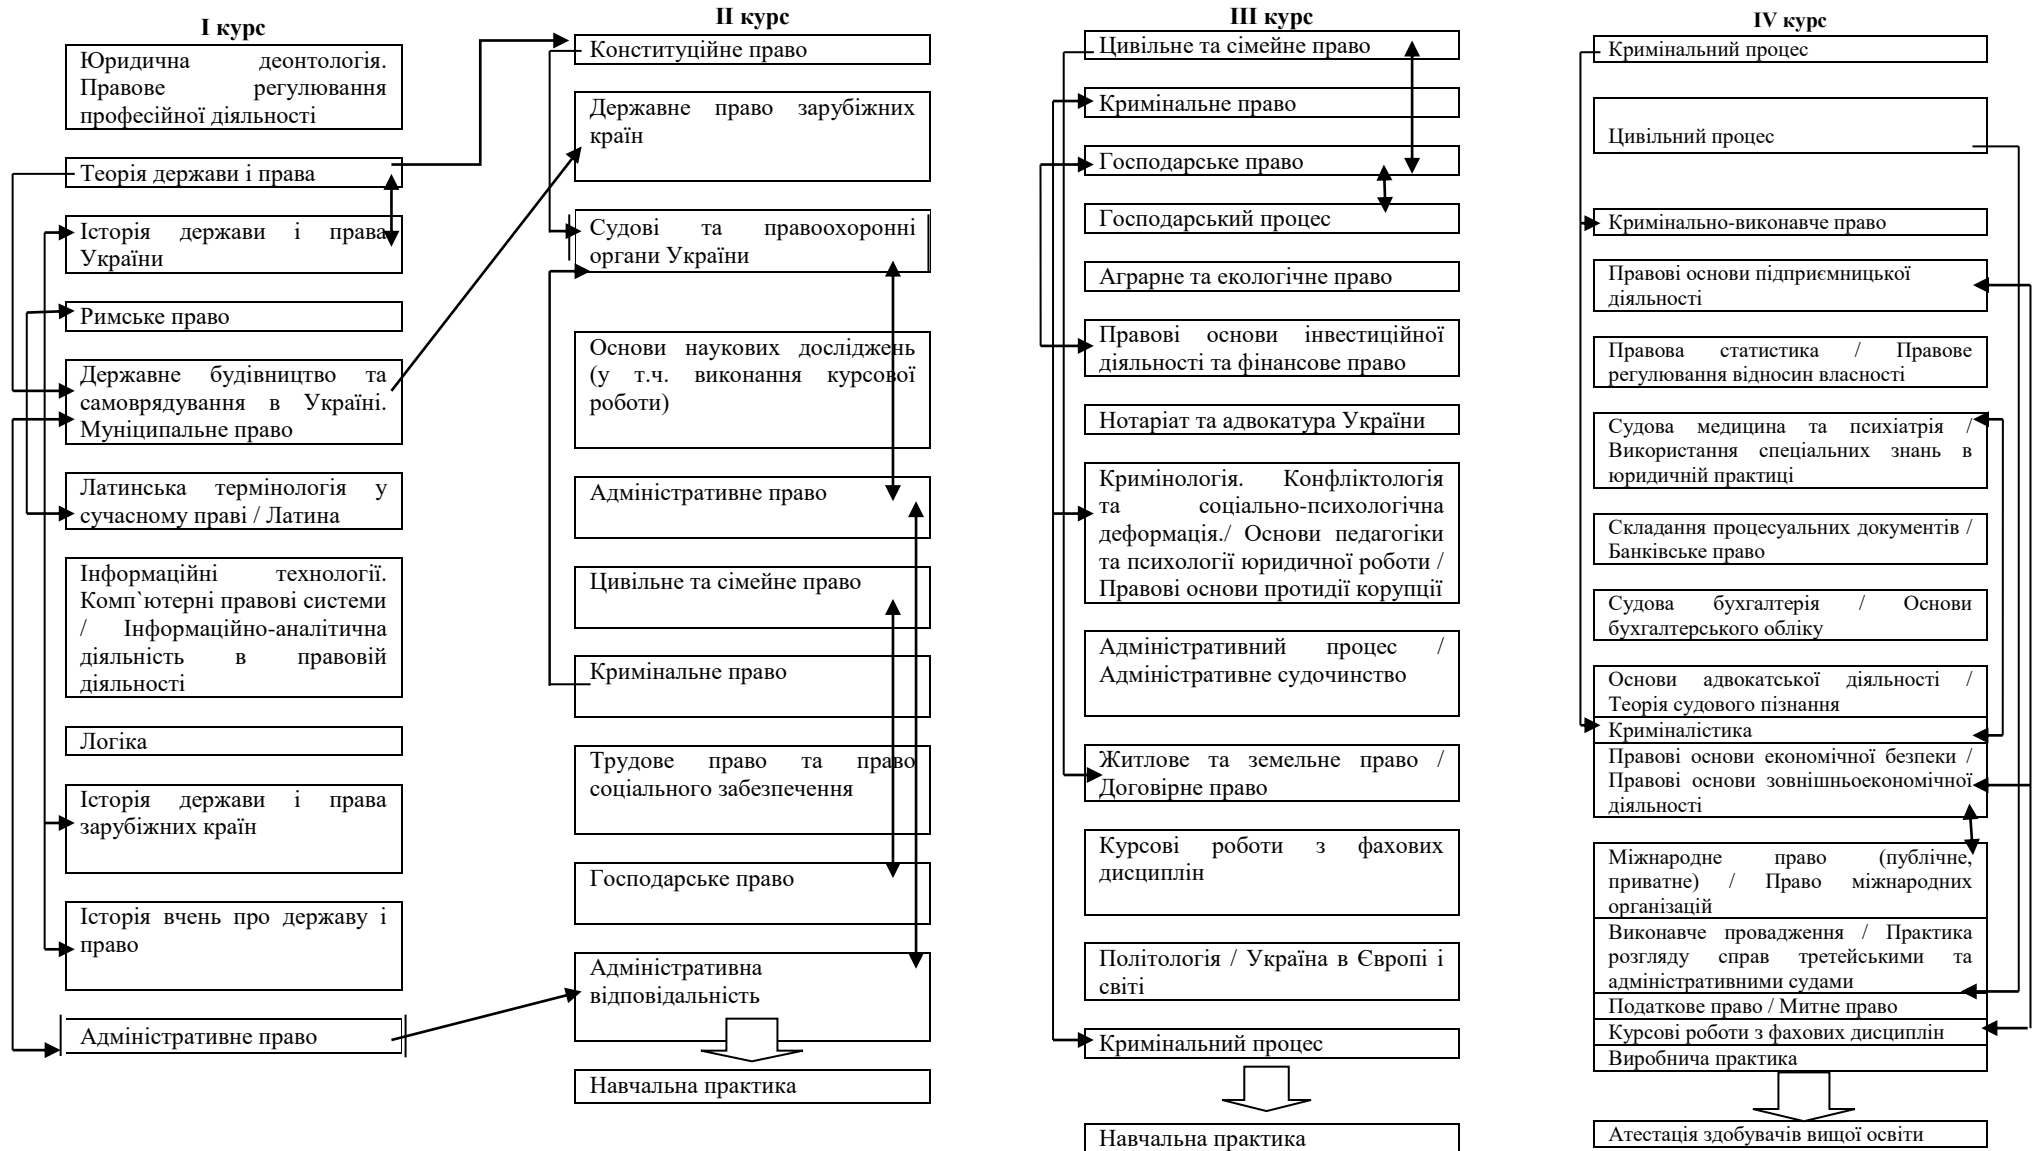 I курс
Юридична деонтологія.
Правове регулювання
професійної діяльності
Теорія держави і права
Історія держави і права
України
Римське право
Державне будівництво та
самоврядування в Україні.
Муніципальне право
Латинська термінологія у
сучасному праві / Латина
Інформаційні технології.
Комп`ютерні правові системи
/ Інформаційно-аналітична
діяльність в правовій
діяльності
Логіка
Історія держави і права
зарубіжних країн
Історія вчень про державу і
право
Адміністративне право
II курс
Конституційне право
Державне право зарубіжних
країн
Судові та правоохоронні
органи України
Основи наукових досліджень
(у т.ч. виконання курсової
роботи)
Адміністративне право
Цивільне та сімейне право
Кримінальне право
Трудове право та право
соціального забезпечення
Господарське право
Адміністративна
відповідальність
Навчальна практика
III курс
Цивільне та сімейне право
Кримінальне право
Господарське право
Господарський процес
Аграрне та екологічне право
Правові основи інвестиційної
діяльності та фінансове право
Нотаріат та адвокатура України
Кримінологія. Конфліктологія
та соціально-психологічна
деформація./ Основи педагогіки
та психології юридичної роботи /
Правові основи протидії корупції
Адміністративний процес /
Адміністративне судочинство
Житлове та земельне право /
Договірне право
Курсові роботи з фахових
дисциплін
Політологія / Україна в Європі і
світі
Кримінальний процес
Навчальна практика
IV курс
Кримінальний процес
Цивільний процес
Кримінально-виконавче право
Правові основи підприємницької
діяльності
Правова статистика / Правове
регулювання відносин власності
Судова медицина та психіатрія /
Використання спеціальних знань в
юридичній практиці
Складання процесуальних документів /
Банківське право
Судова бухгалтерія / Основи
бухгалтерського обліку
Основи адвокатської діяльності /
Теорія судового пізнання
Криміналістика
Правові основи економічної безпеки /
Правові основи зовнішньоекономічної
діяльності
Міжнародне право (публічне,
приватне) / Право міжнародних
організацій
Виконавче провадження / Практика
розгляду справ третейськими та
адміністративними судами
Податкове право / Митне право
Курсові роботи з фахових дисциплін
Виробнича практика
Атестація здобувачів вищої освіти